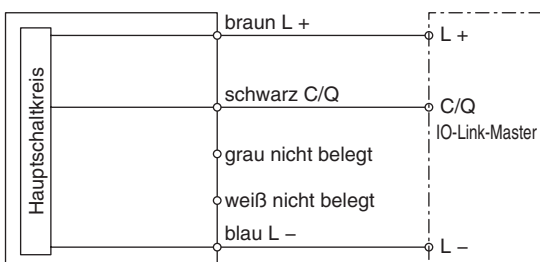 braun L +
L +
schwarz C/Q
C/Q
IO-Link-Master
Hauptschaltkreis
grau nicht belegt
weiß nicht belegt
blau L –
L –